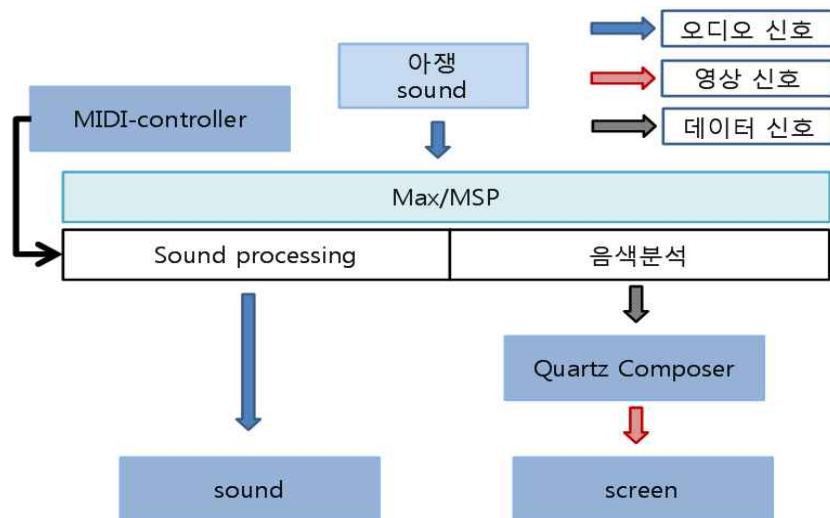 오디오 신호
아쟁
sound
영상 신호
MIDI-controller
데이터 신호
Max/MSP
Sound processing
음색분석
Quartz Composer
sound
screen